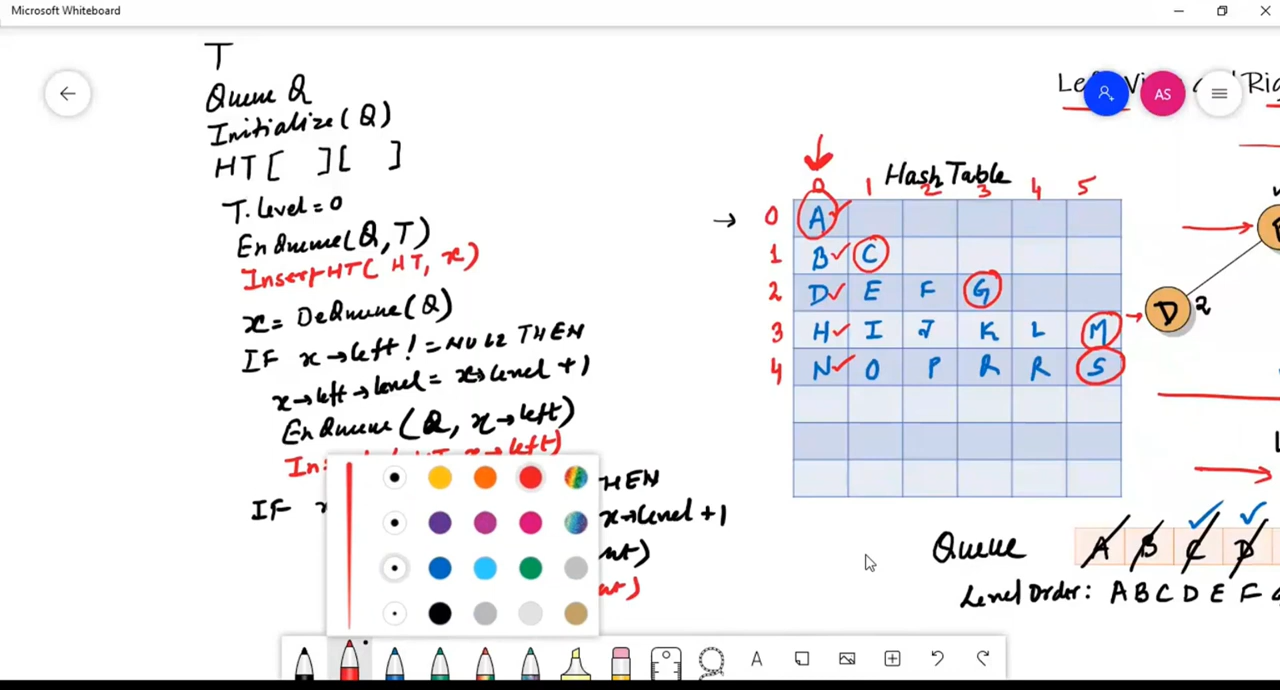 Microsoft Whiteboard
T
Queue Q
Initialize(Q)
HT[ ][ ]
T.level=0
EnQueue(Q,T)
InsertHT( HT, x)
x= DeQueue(Q)
IF x→left != NULL THEN
x→left→level = x→level +1
EnQueue (Q, x→left)
x→left)
IF
HEN
x→level +1
AS
Hash Table
0 1 2 3 4 5
0 A
1 B C
2 D E F G
3 H I J K L M
4 N O P R R S
D 2
Queue A B C D
Level Order: A B C D E F